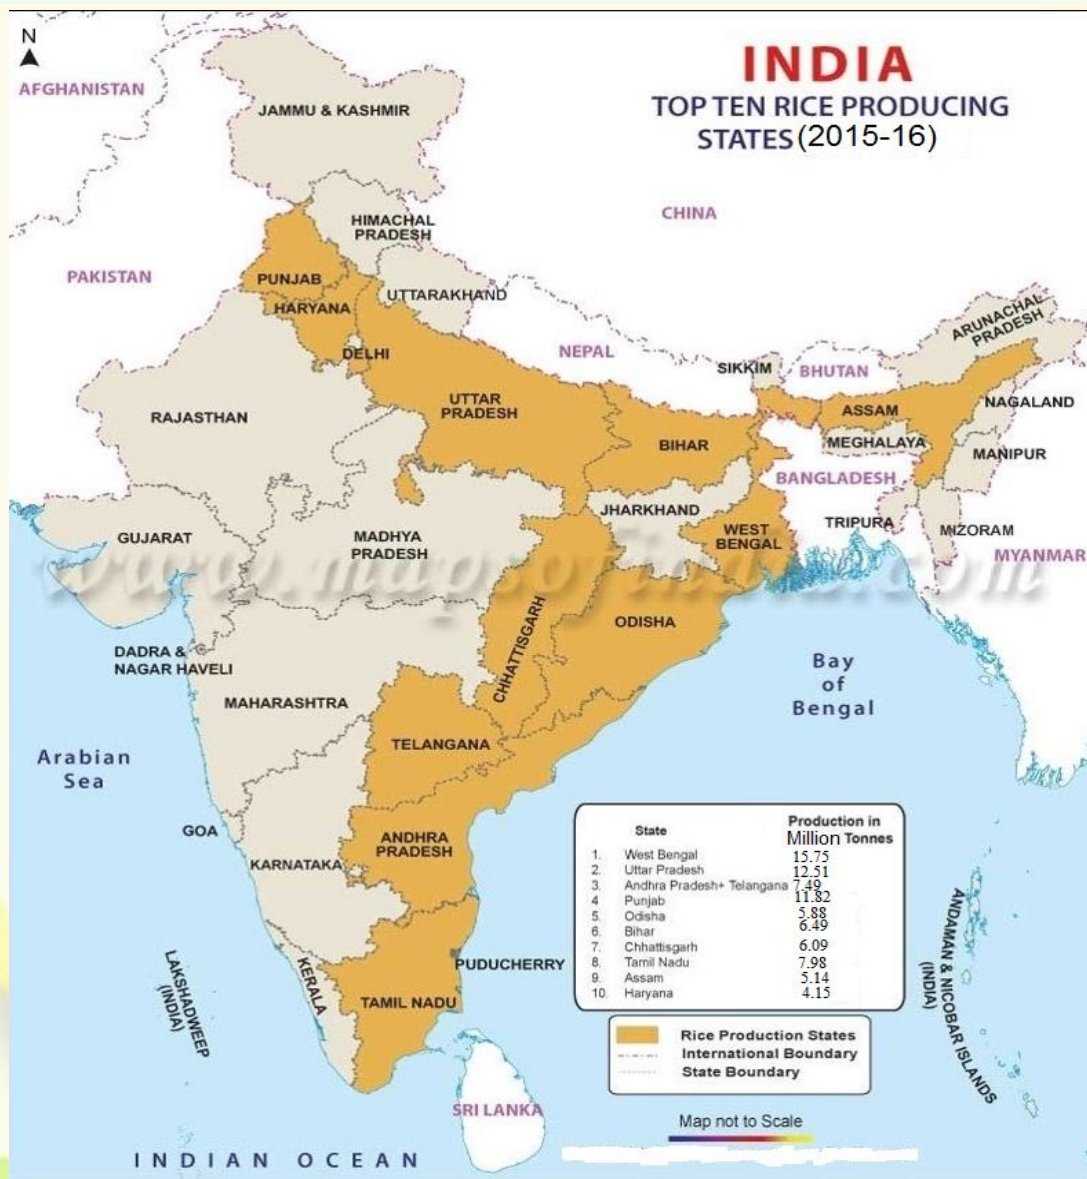 INDIA
TOP TEN RICE PRODUCING
STATES (2015-16)
N
AFGHANISTAN
JAMMU & KASHMIR
CHINA
HIMACHAL
PRADESH
PAKISTAN
PUNJAB
UTTARAKHAND
HARYANA
ARUNACHAL
PRADESH
DELHI
NEPAL
SIKKIM
BHUTAN
RAJASTHAN
UTTAR
PRADESH
ASSAM
NAGALAND
BIHAR
MEGHALAYA
MANIPUR
BANGLADESH
JHARKHAND
GUJARAT
MADHYA
PRADESH
WEST
BENGAL
TRIPURA
MIZORAM
MYANMAR
www.mapsofindia.com
CHHATTISGARH
ODISHA
DADRA &
NAGAR HAVELI
MAHARASHTRA
Bay
of
Bengal
TELANGANA
Arabian
Sea
GOA
KARNATAKA
ANDHRA
PRADESH
State Production in
Million Tonnes
1. West Bengal 15.75
2. Uttar Pradesh 12.51
3. Andhra Pradesh+ Telangana 7.49
4 Punjab 11.82
5. Odisha 5.88
6. Bihar 6.49
7. Chhattisgarh 6.09
8. Tamil Nadu 7.98
9. Assam 5.14
10. Haryana 4.15
ANDAMAN & NICOBAR ISLANDS
(INDIA)
LAKSHADWEEP
(INDIA)
KERALA
PUDUCHERRY
TAMIL NADU
Rice Production States
International Boundary
State Boundary
SRI LANKA
Map not to Scale
INDIAN OCEAN